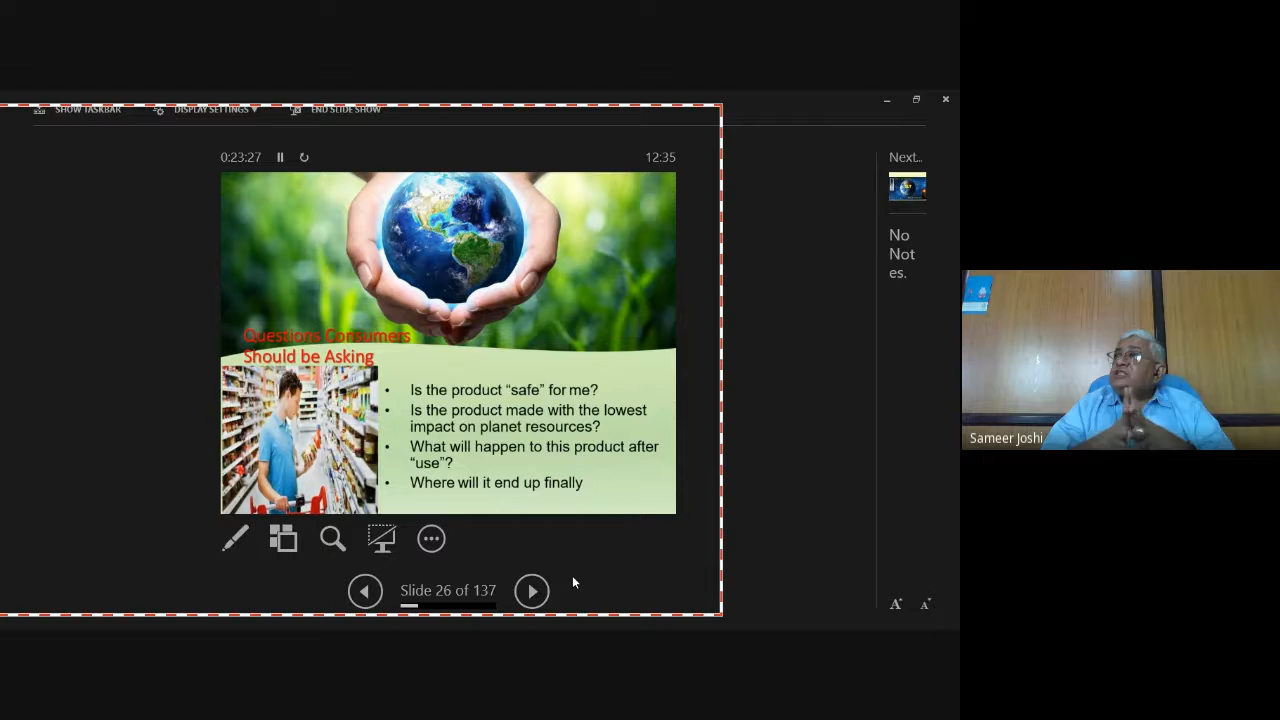 SHOW TASKBAR DISPLAY SETTINGS ▾ END SLIDE SHOW
0:23:27 12:35
Next...
No
Not
es.
Questions Consumers
Should be Asking
• Is the product “safe” for me?
• Is the product made with the lowest
impact on planet resources?
• What will happen to this product after
“use”?
• Where will it end up finally
Slide 26 of 137
A A
Sameer Joshi